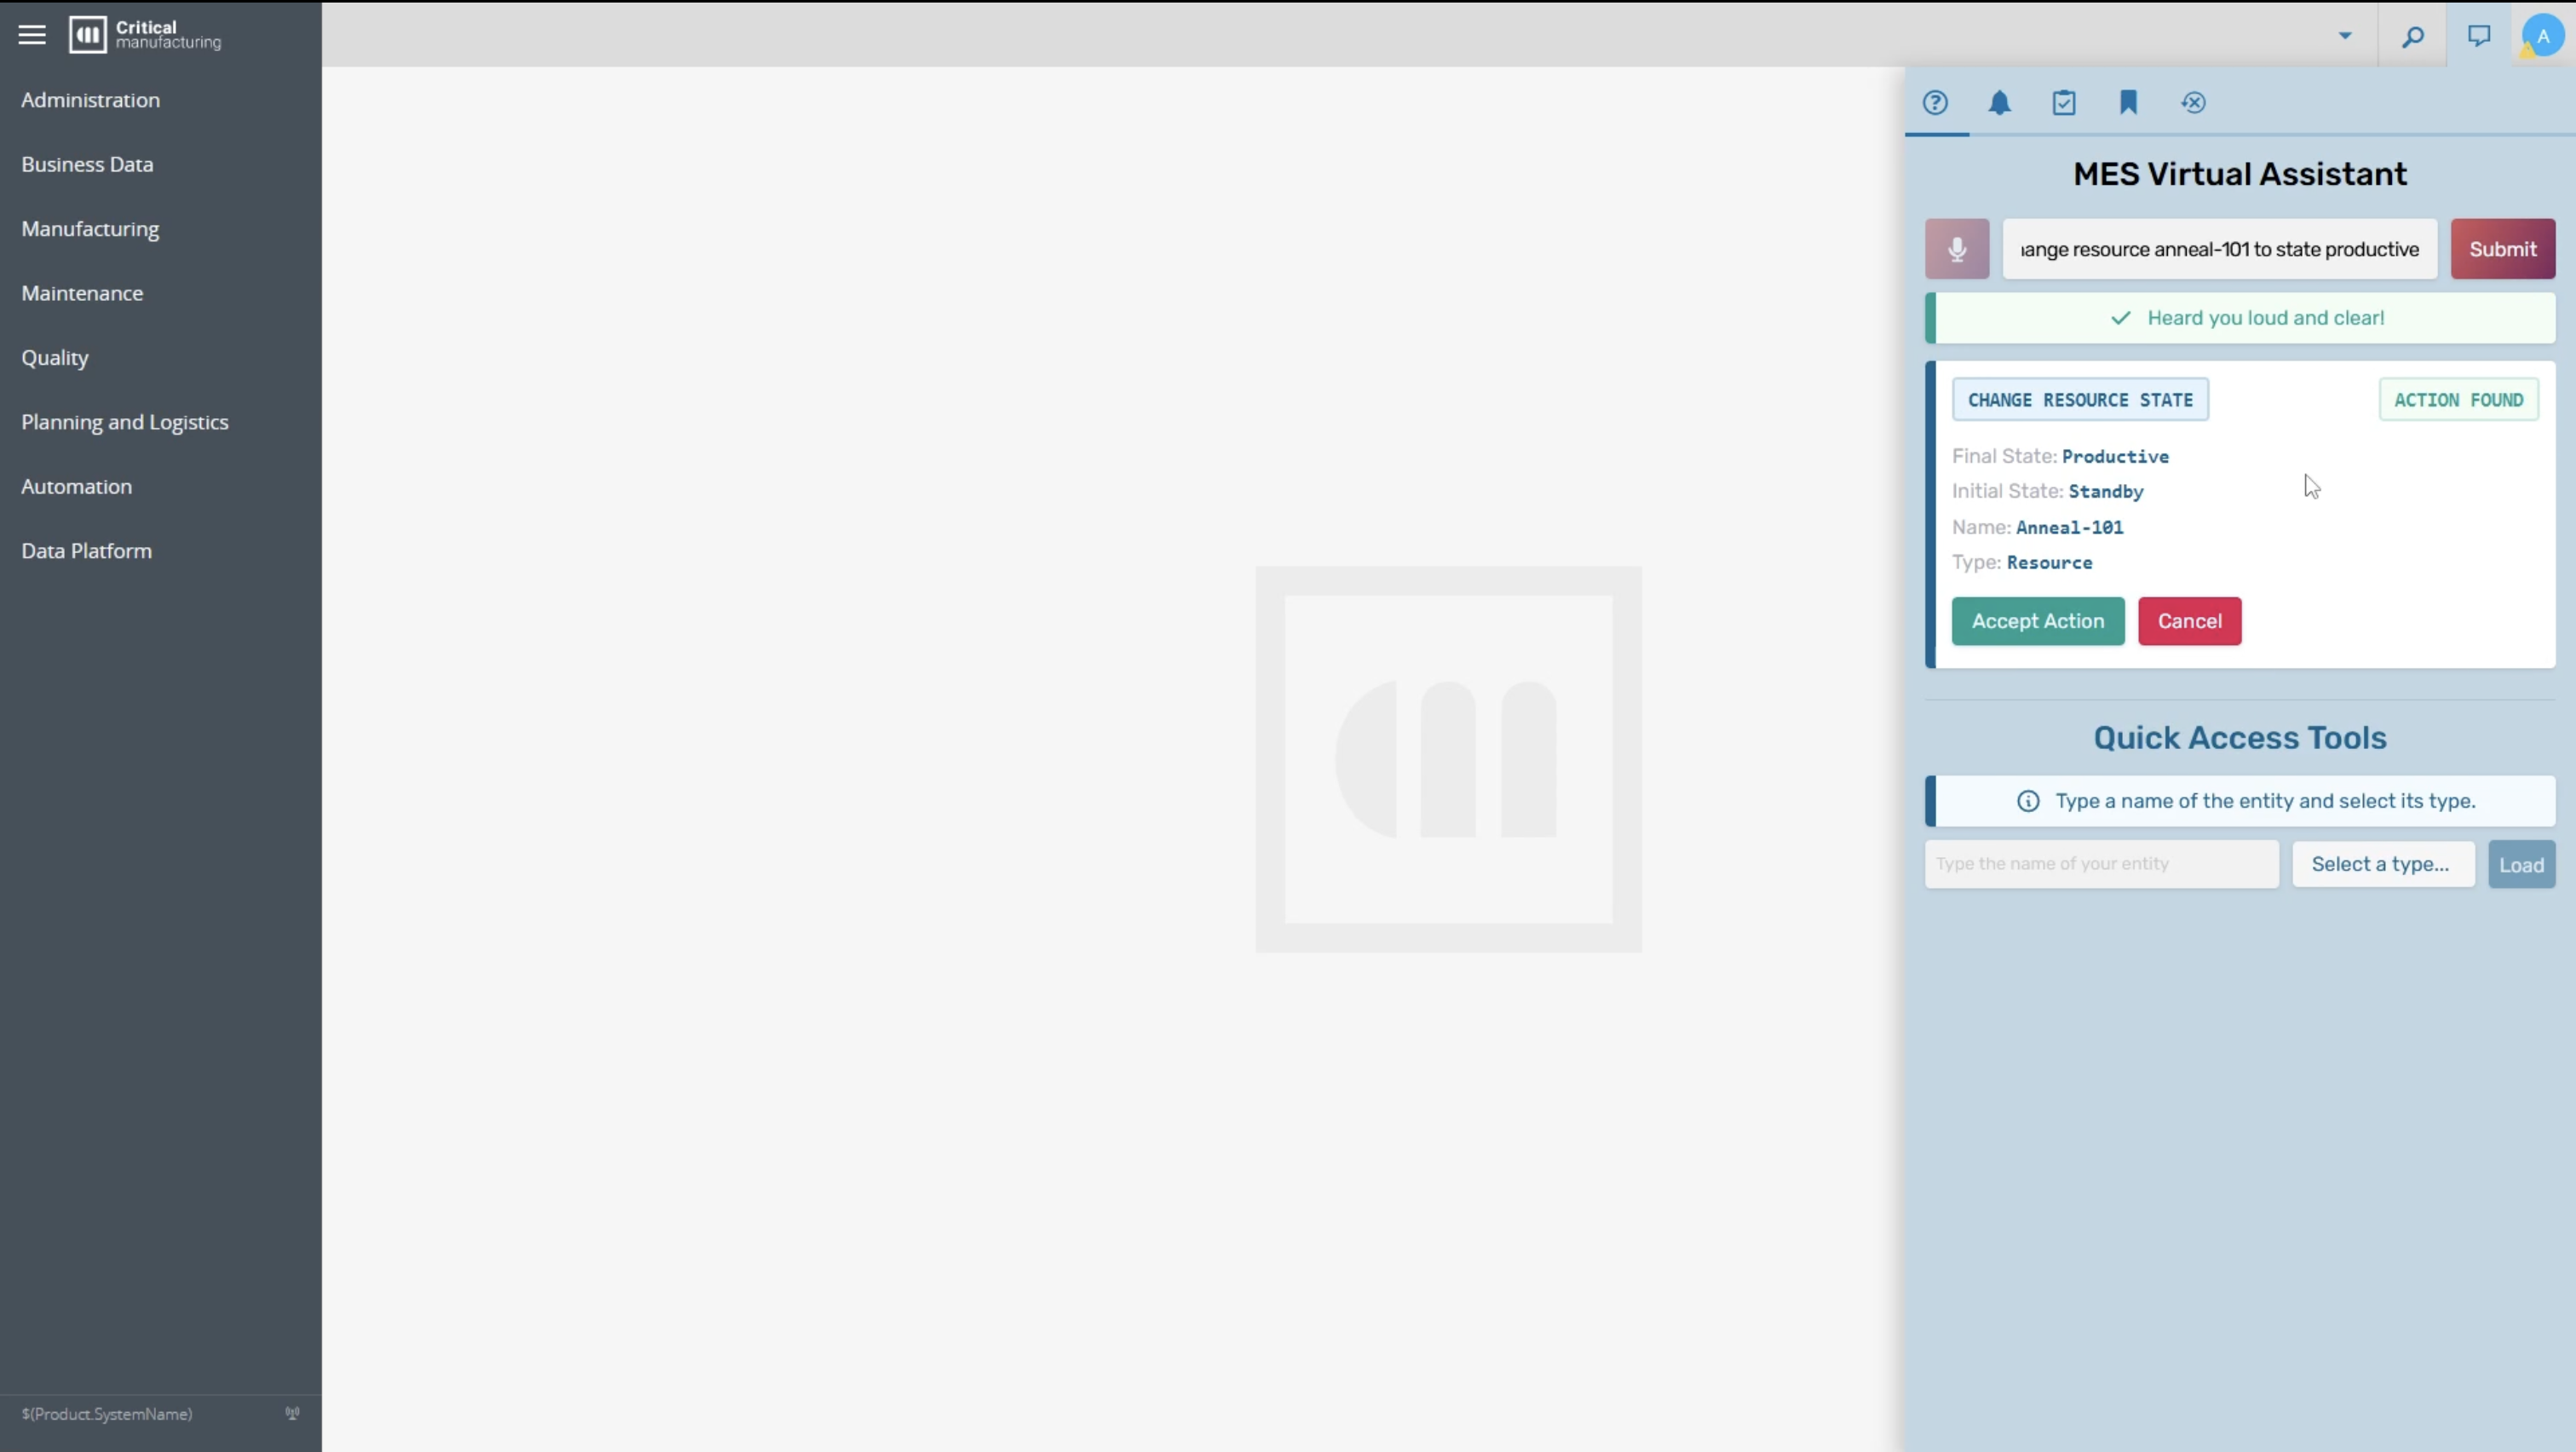 Critical
manufacturing
A
Administration
Business Data
Manufacturing
Maintenance
Quality
Planning and Logistics
Automation
Data Platform
$(Product.SystemName)
MES Virtual Assistant
ange resource anneal-101 to state productive
Submit
Heard you loud and clear!
CHANGE RESOURCE STATE
ACTION FOUND
Final State: Productive
Initial State: Standby
Name: Anneal-101
Type: Resource
Accept Action
Cancel
Quick Access Tools
Type a name of the entity and select its type.
Type the name of your entity
Select a type...
Load